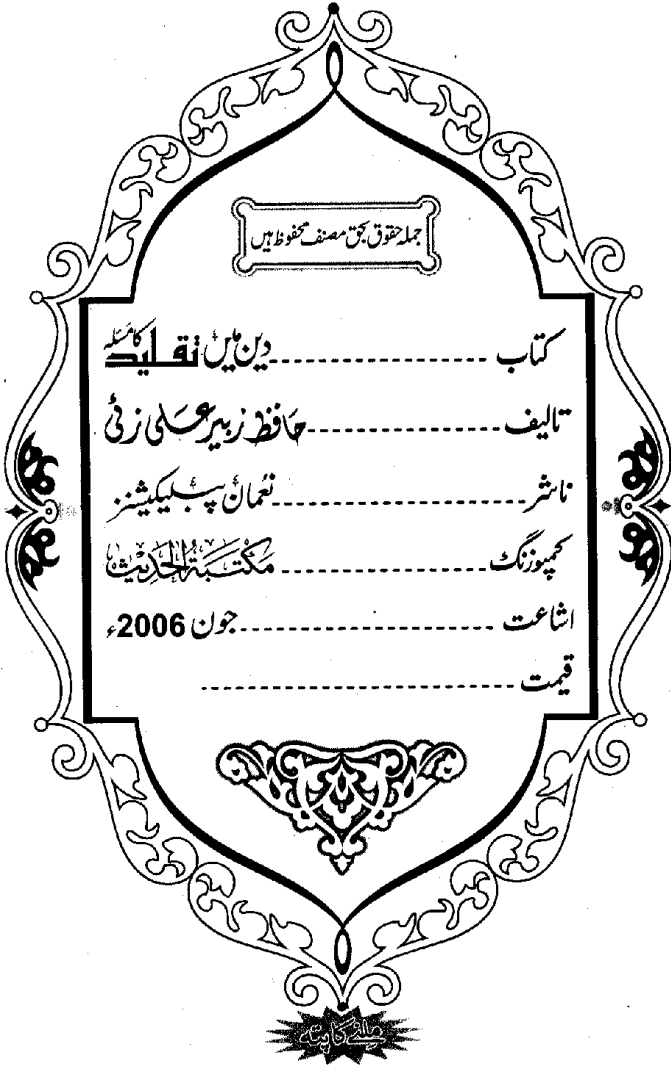 جملہ حقوق بحق مصنف محفوظ ہیں
کتاب ------------------ دین میں تقلید کا مسئلہ
تالیف ------------------ حافظ زبیر علی زئی
ناشر ------------------ نعمان پبلیکیشنز
کمپوزنگ ------------------ مکتبۃ الحدیث
اشاعت ------------------ جون 2006ء
قیمت ------------------
ملنے کا پتہ